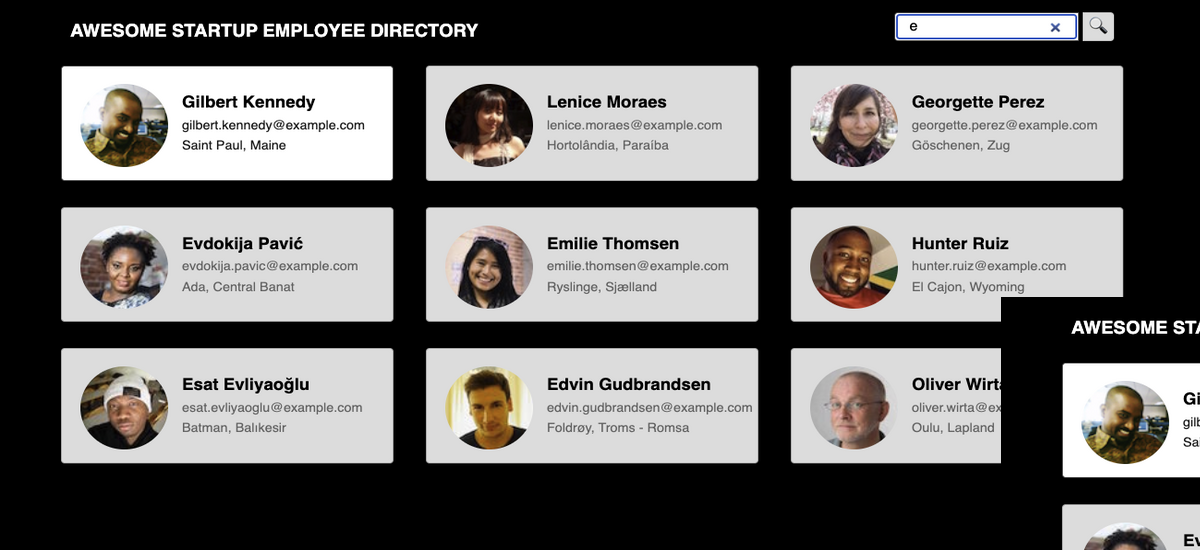 AWESOME STARTUP EMPLOYEE DIRECTORY
e
Gilbert Kennedy
gilbert.kennedy@example.com
Saint Paul, Maine
Lenice Moraes
lenice.moraes@example.com
Hortolândia, Paraíba
Georgette Perez
georgette.perez@example.com
Göschenen, Zug
Evdokija Pavić
evdokija.pavic@example.com
Ada, Central Banat
Emilie Thomsen
emilie.thomsen@example.com
Ryslinge, Sjælland
Hunter Ruiz
hunter.ruiz@example.com
El Cajon, Wyoming
Esat Evliyaoğlu
esat.evliyaoglu@example.com
Batman, Balıkesir
Edvin Gudbrandsen
edvin.gudbrandsen@example.com
Foldrøy, Troms - Romsa
Oliver Wirta
oliver.wirta@ex
Oulu, Lapland
AWESOME STA
Gi
gilb
Sai
Ev